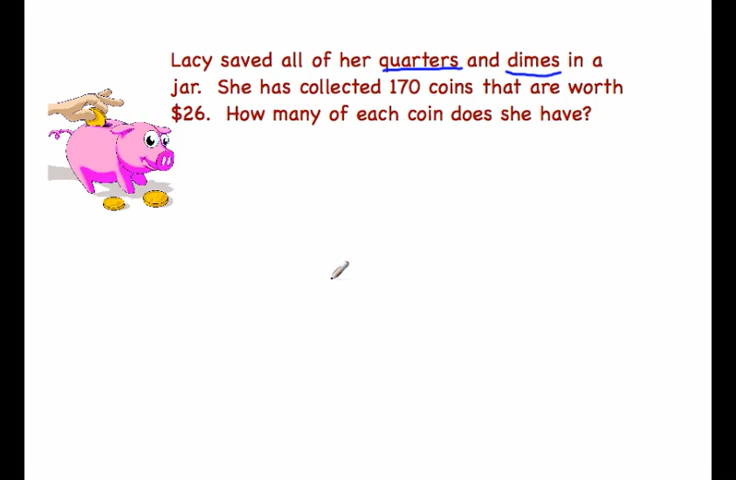 Lacy saved all of her quarters and dimes in a
jar. She has collected 170 coins that are worth
$26. How many of each coin does she have?